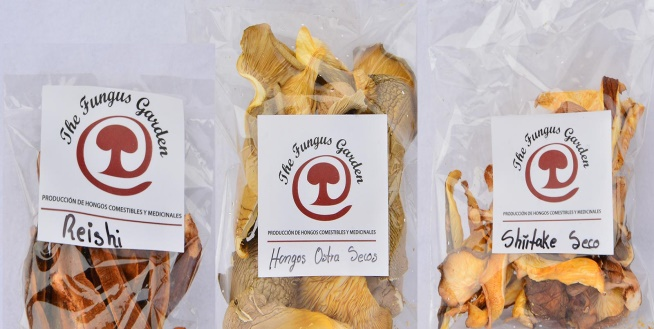 The Fungus Garden
PRODUCCIÓN DE HONGOS COMESTIBLES Y MEDICINALES
Reishi
The Fungus Garden
PRODUCCIÓN DE HONGOS COMESTIBLES Y MEDICINALES
Hongos Ostra Secos
The Fungus Garden
PRODUCCIÓN DE HONGOS COMESTIBLES Y MEDICINALES
Shiitake Seco